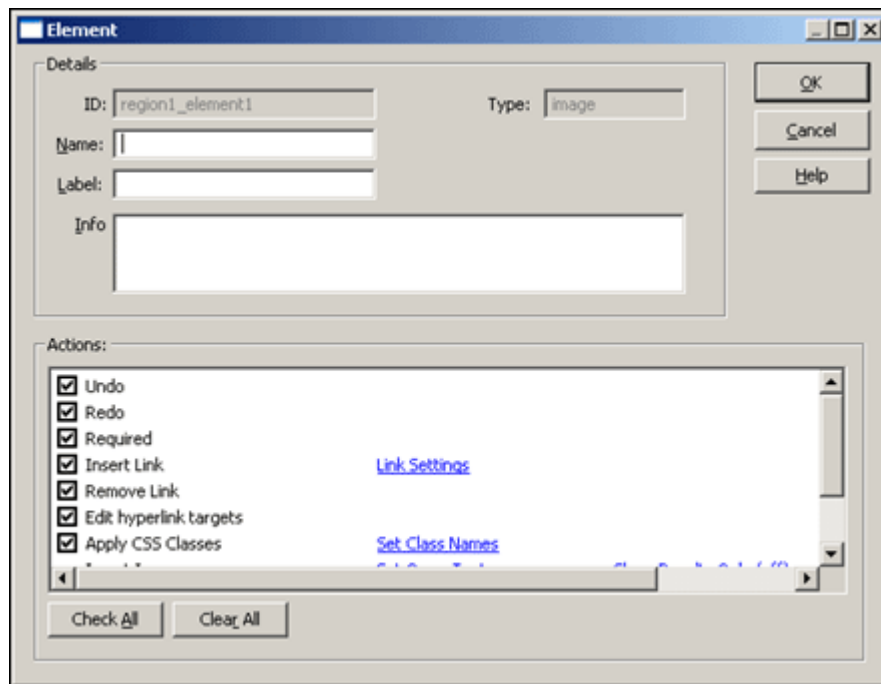 Element
Details
ID: region1_element1 Type: image OK
Name: Cancel
Label: Help
Info
Actions:
Undo
Redo
Required
Insert Link Link Settings
Remove Link
Edit hyperlink targets
Apply CSS Classes Set Class Names
Check All Clear All